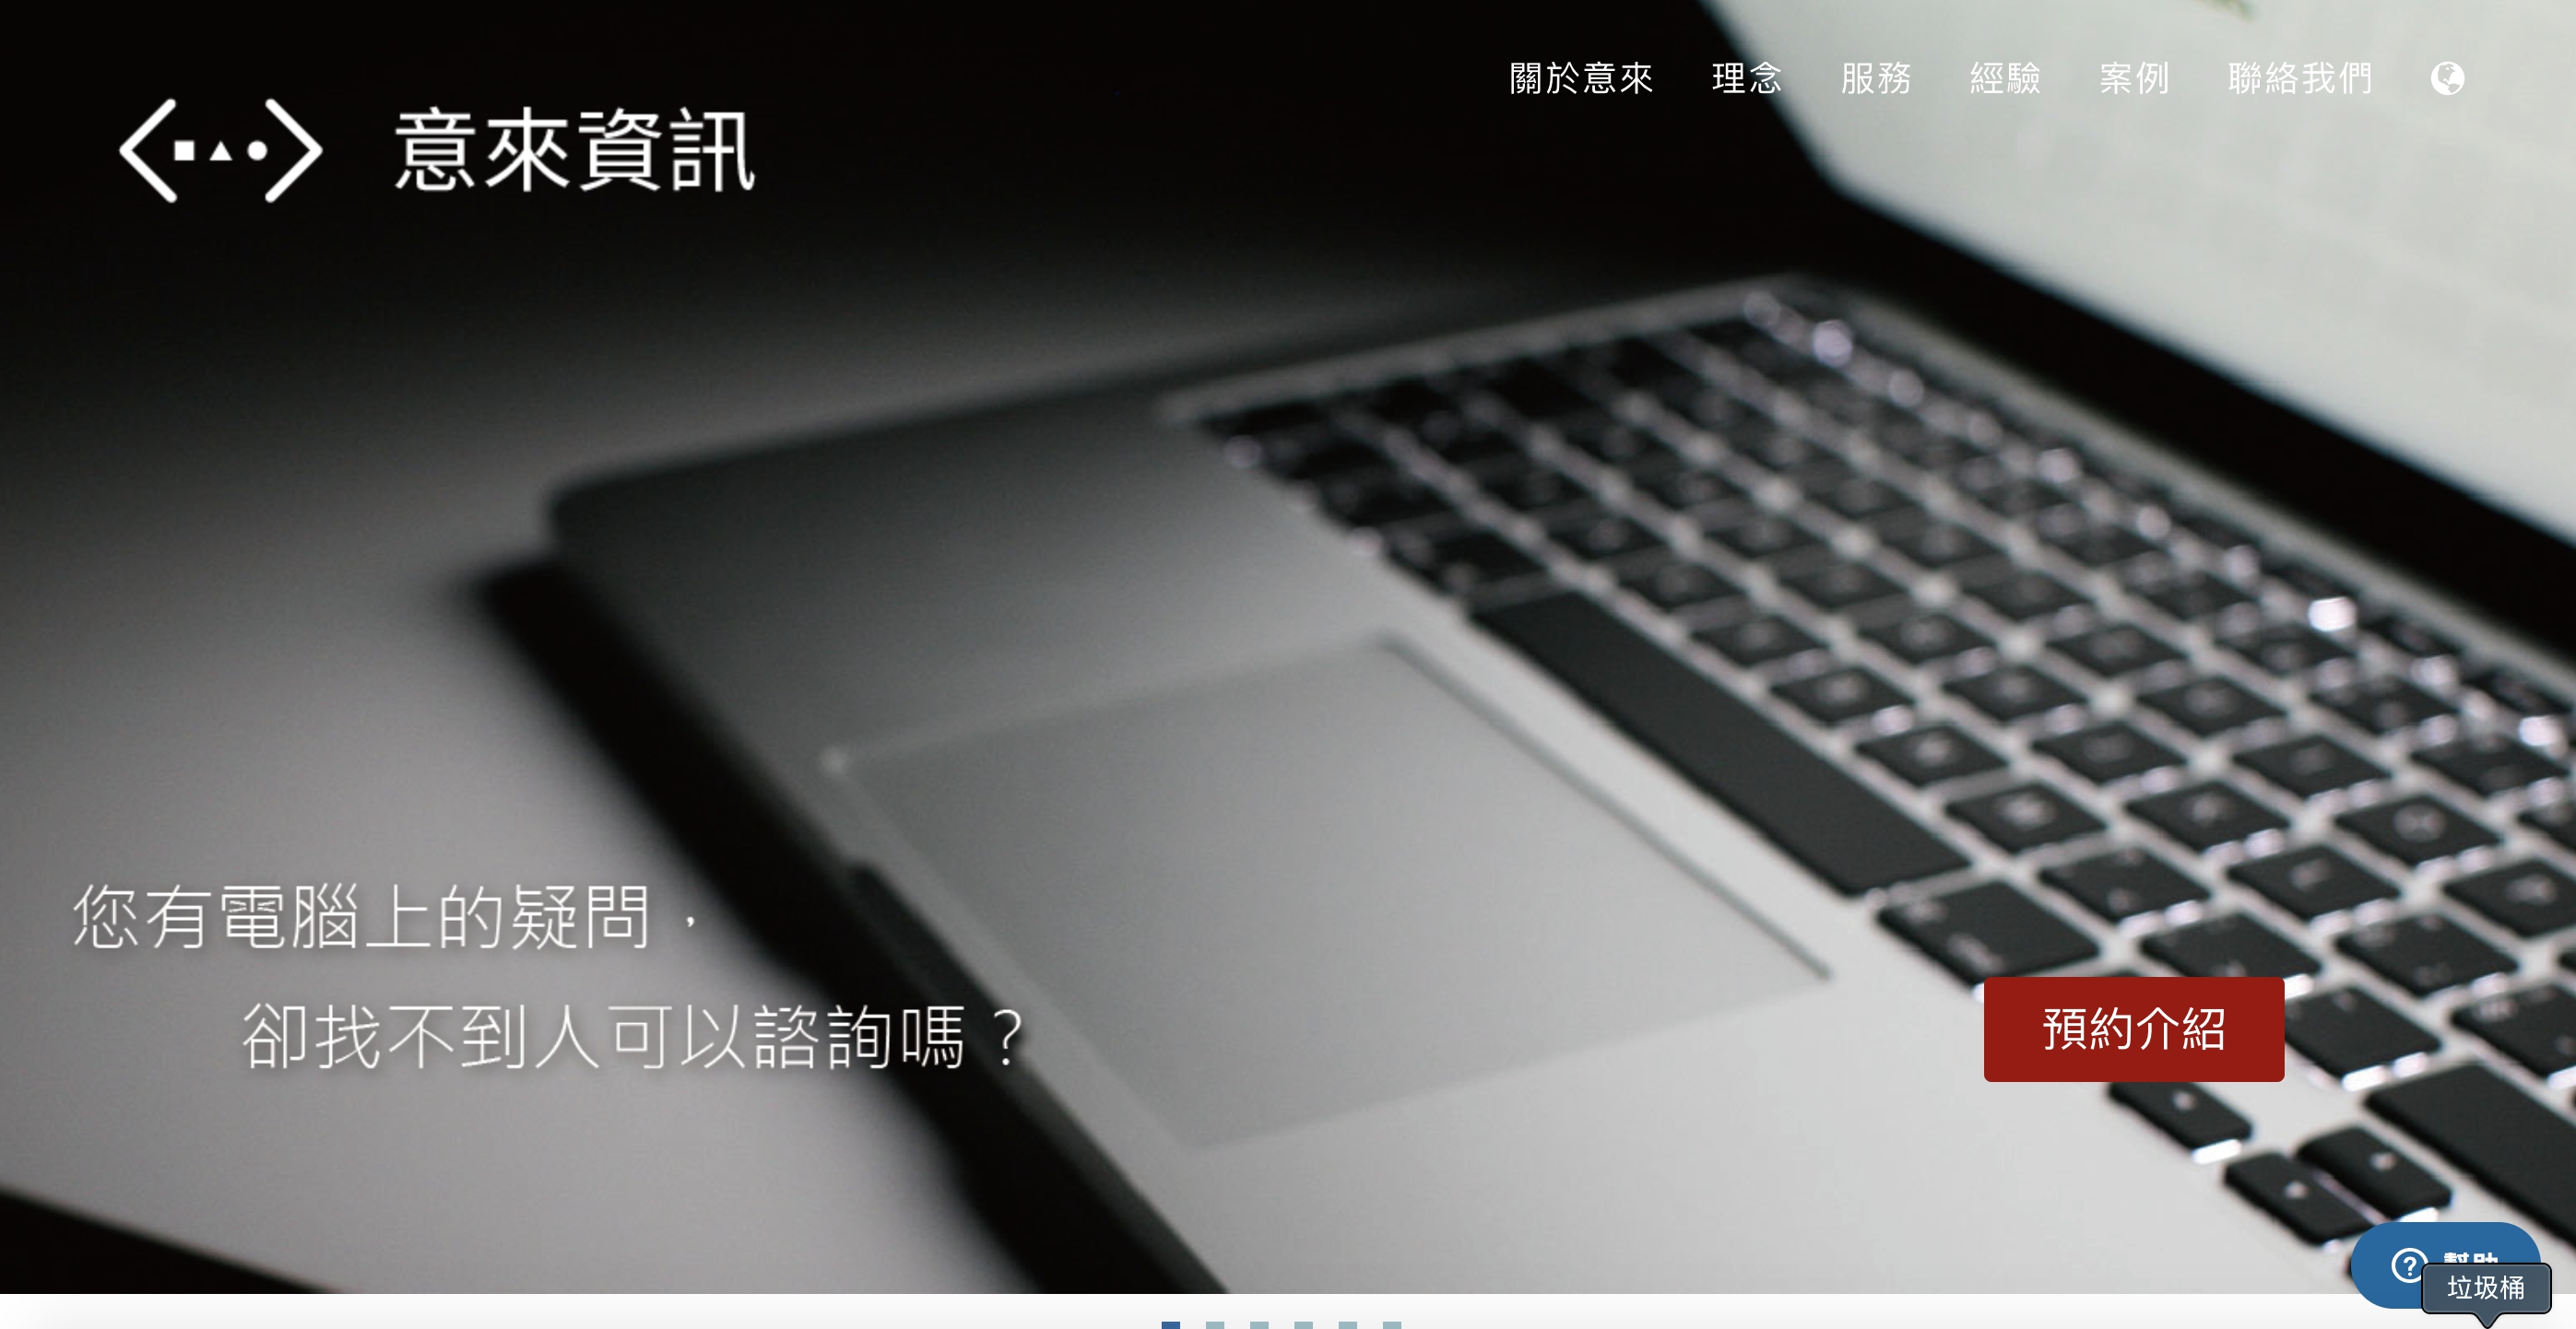 關於意來 理念 服務 經驗 案例 聯絡我們
意來資訊
您有電腦上的疑問，
卻找不到人可以諮詢嗎？
預約介紹
幫助
垃圾桶